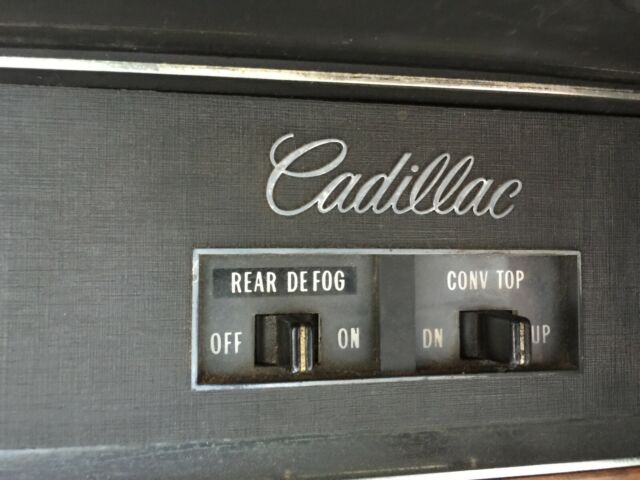 Cadillac
REAR DEFOG
OFF ON
CONV TOP
DN UP